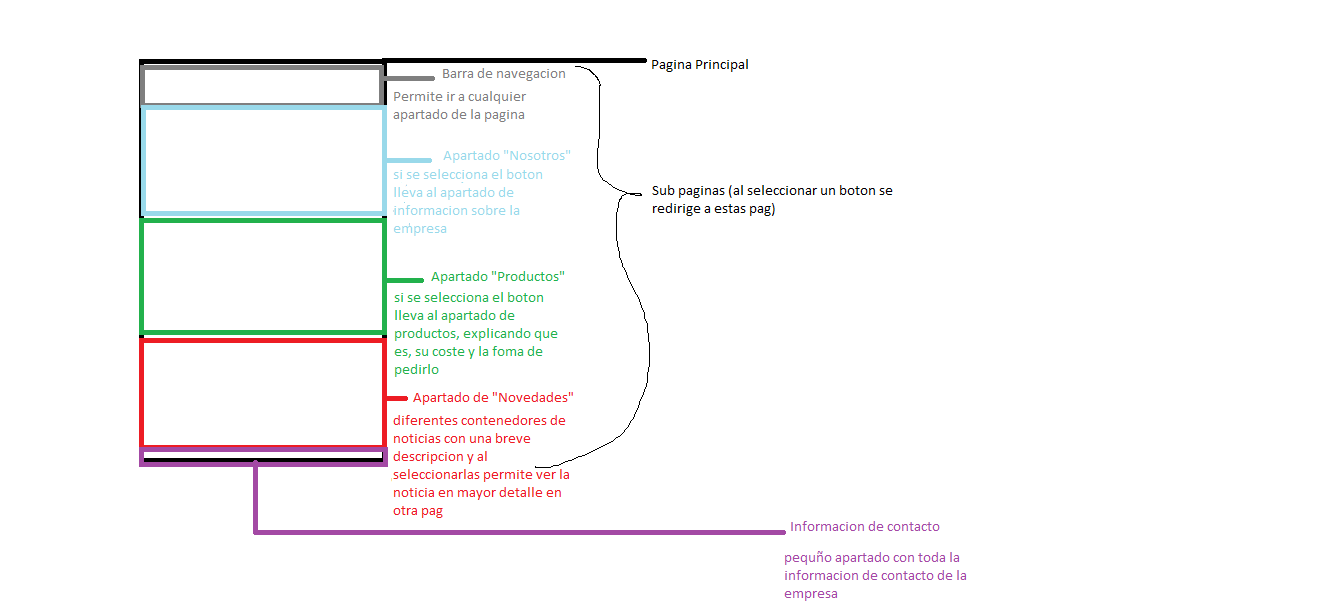 Pagina Principal
Barra de navegacion
Permite ir a cualquier
apartado de la pagina
Apartado "Nosotros"
si se selecciona el boton
lleva al apartado de
informacion sobre la
empresa
Sub paginas (al seleccionar un boton se
redirige a estas pag)
Apartado "Productos"
si se selecciona el boton
lleva al apartado de
productos, explicando que
es, su coste y la foma de
pedirlo
Apartado de "Novedades"
diferentes contenedores de
noticias con una breve
descripcion y al
seleccionarlas permite ver la
noticia en mayor detalle en
otra pag
Informacion de contacto
pequño apartado con toda la
informacion de contacto de la
empresa